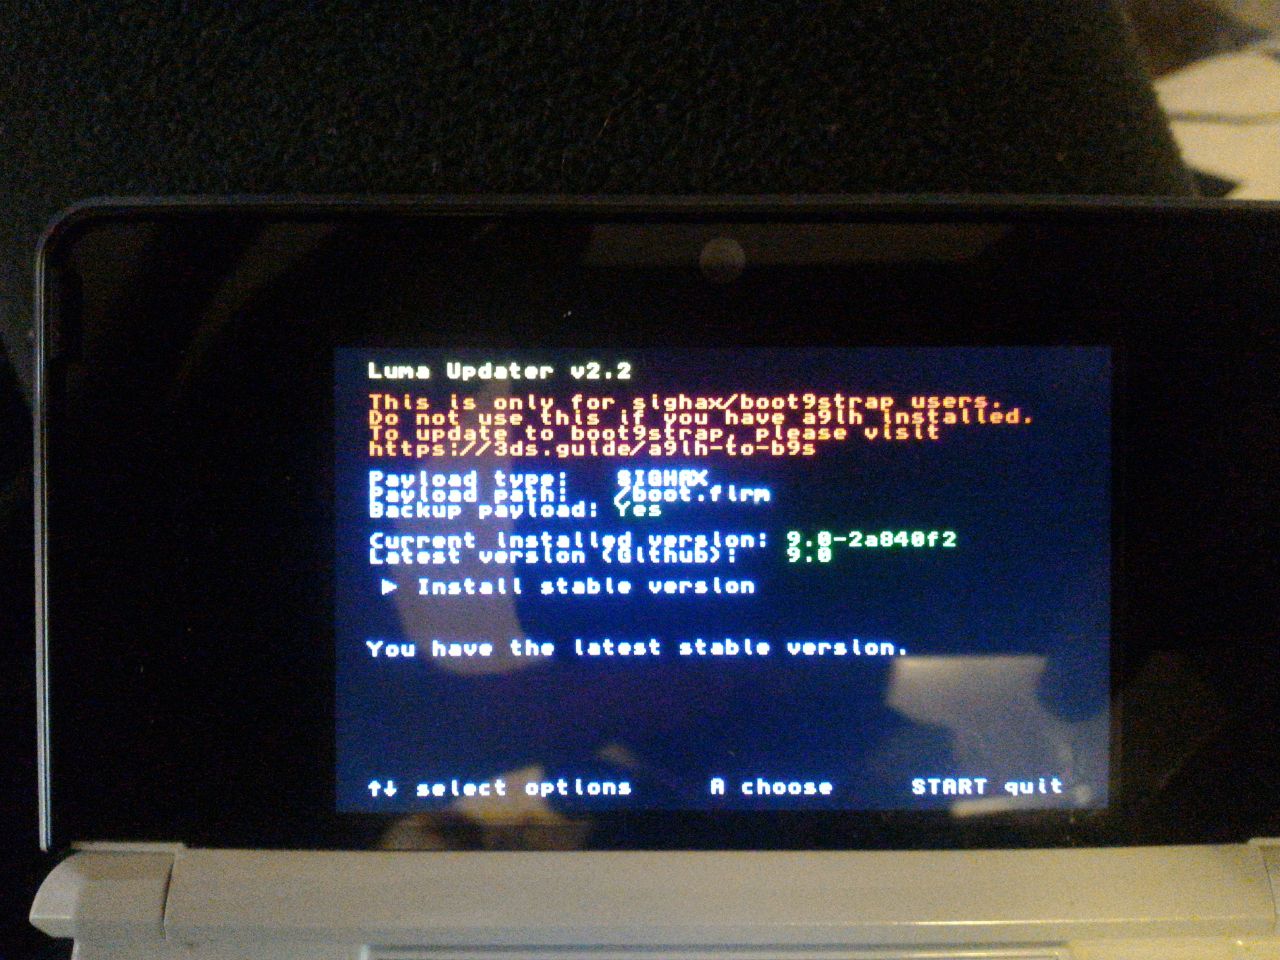 Luma Updater v2.2
This is only for sighax/boot9strap users.
Do not use this if you have a9lh installed.
To update to boot9strap, please visit
https://3ds.guide/a9lh-to-b9s
Payload type: SIGHAX
Payload path: /boot.firm
Backup payload: Yes
Current installed version: 9.0-2a840f2
Latest version (Github): 9.0
► Install stable version
You have the latest stable version.
↑↓ select options A choose START quit